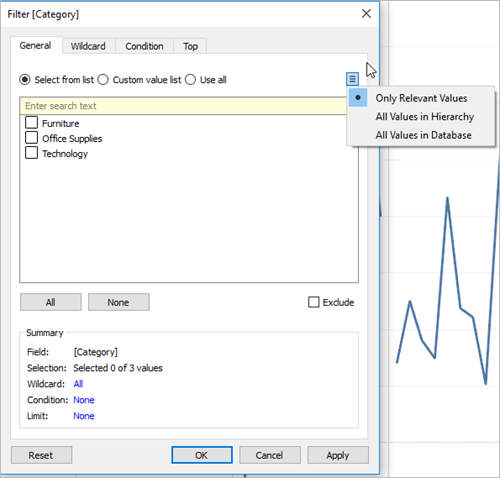 Filter [Category]
General Wildcard Condition Top
Select from list Custom value list Use all
Only Relevant Values
All Values in Hierarchy
All Values in Database
Enter search text
Furniture
Office Supplies
Technology
All None Exclude
Summary
Field: [Category]
Selection: Selected 0 of 3 values
Wildcard: All
Condition: None
Limit: None
Reset OK Cancel Apply